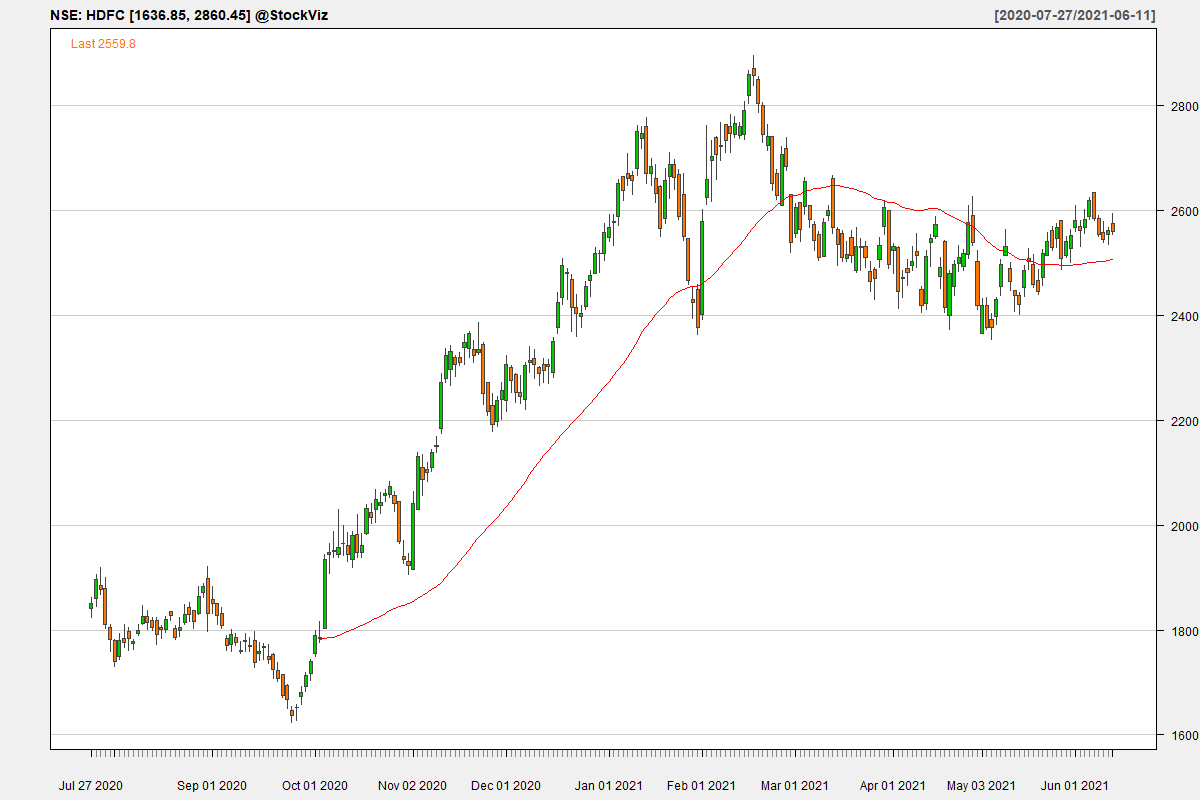 NSE: HDFC [1636.85, 2860.45] @StockViz [2020-07-27/2021-06-11]
Last 2559.8
2800
2600
2400
2200
2000
1800
1600
Jul 27 2020 Sep 01 2020 Oct 01 2020 Nov 02 2020 Dec 01 2020 Jan 01 2021 Feb 01 2021 Mar 01 2021 Apr 01 2021 May 03 2021 Jun 01 2021